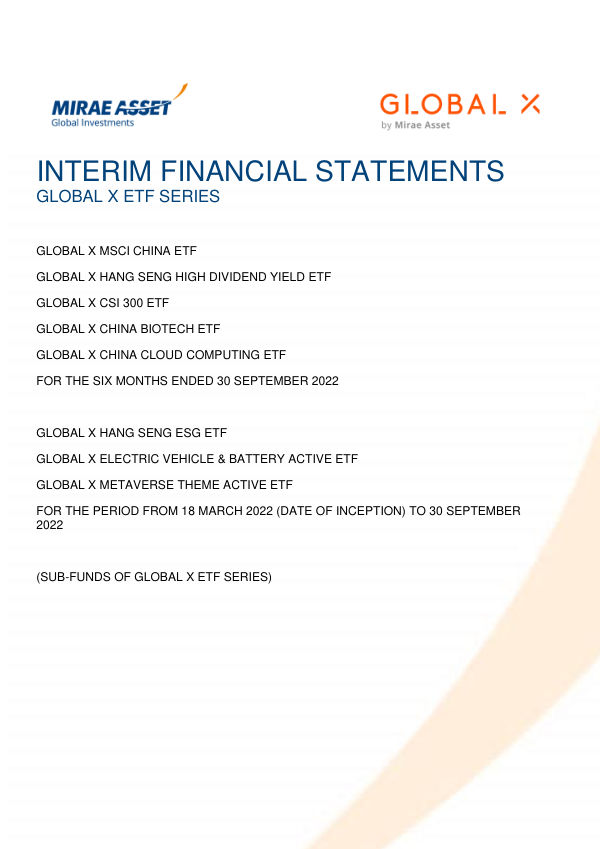 MIRAE ASSET
Global Investments
GLOBAL X
by Mirae Asset
INTERIM FINANCIAL STATEMENTS
GLOBAL X ETF SERIES
GLOBAL X MSCI CHINA ETF
GLOBAL X HANG SENG HIGH DIVIDEND YIELD ETF
GLOBAL X CSI 300 ETF
GLOBAL X CHINA BIOTECH ETF
GLOBAL X CHINA CLOUD COMPUTING ETF
FOR THE SIX MONTHS ENDED 30 SEPTEMBER 2022
GLOBAL X HANG SENG ESG ETF
GLOBAL X ELECTRIC VEHICLE & BATTERY ACTIVE ETF
GLOBAL X METAVERSE THEME ACTIVE ETF
FOR THE PERIOD FROM 18 MARCH 2022 (DATE OF INCEPTION) TO 30 SEPTEMBER
2022
(SUB-FUNDS OF GLOBAL X ETF SERIES)